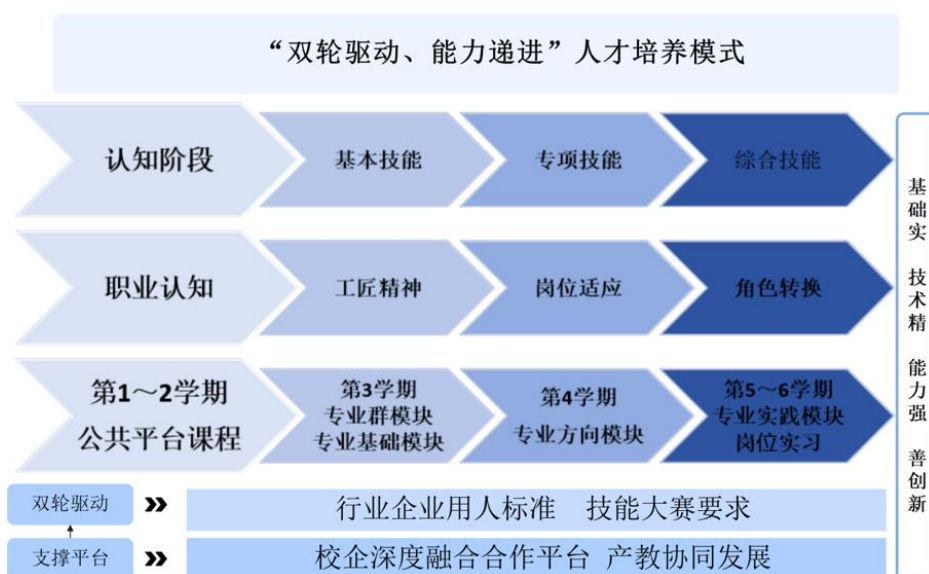 “双轮驱动、能力递进”人才培养模式
认知阶段
基本技能
专项技能
综合技能
职业认知
工匠精神
岗位适应
角色转换
第1～2学期
公共平台课程
第3学期
专业群模块
专业基础模块
第4学期
专业方向模块
第5～6学期
专业实践模块
岗位实习
基础实 技术精 能力强 善创新
双轮驱动
行业企业用人标准 技能大赛要求
支撑平台
校企深度融合合作平台 产教协同发展